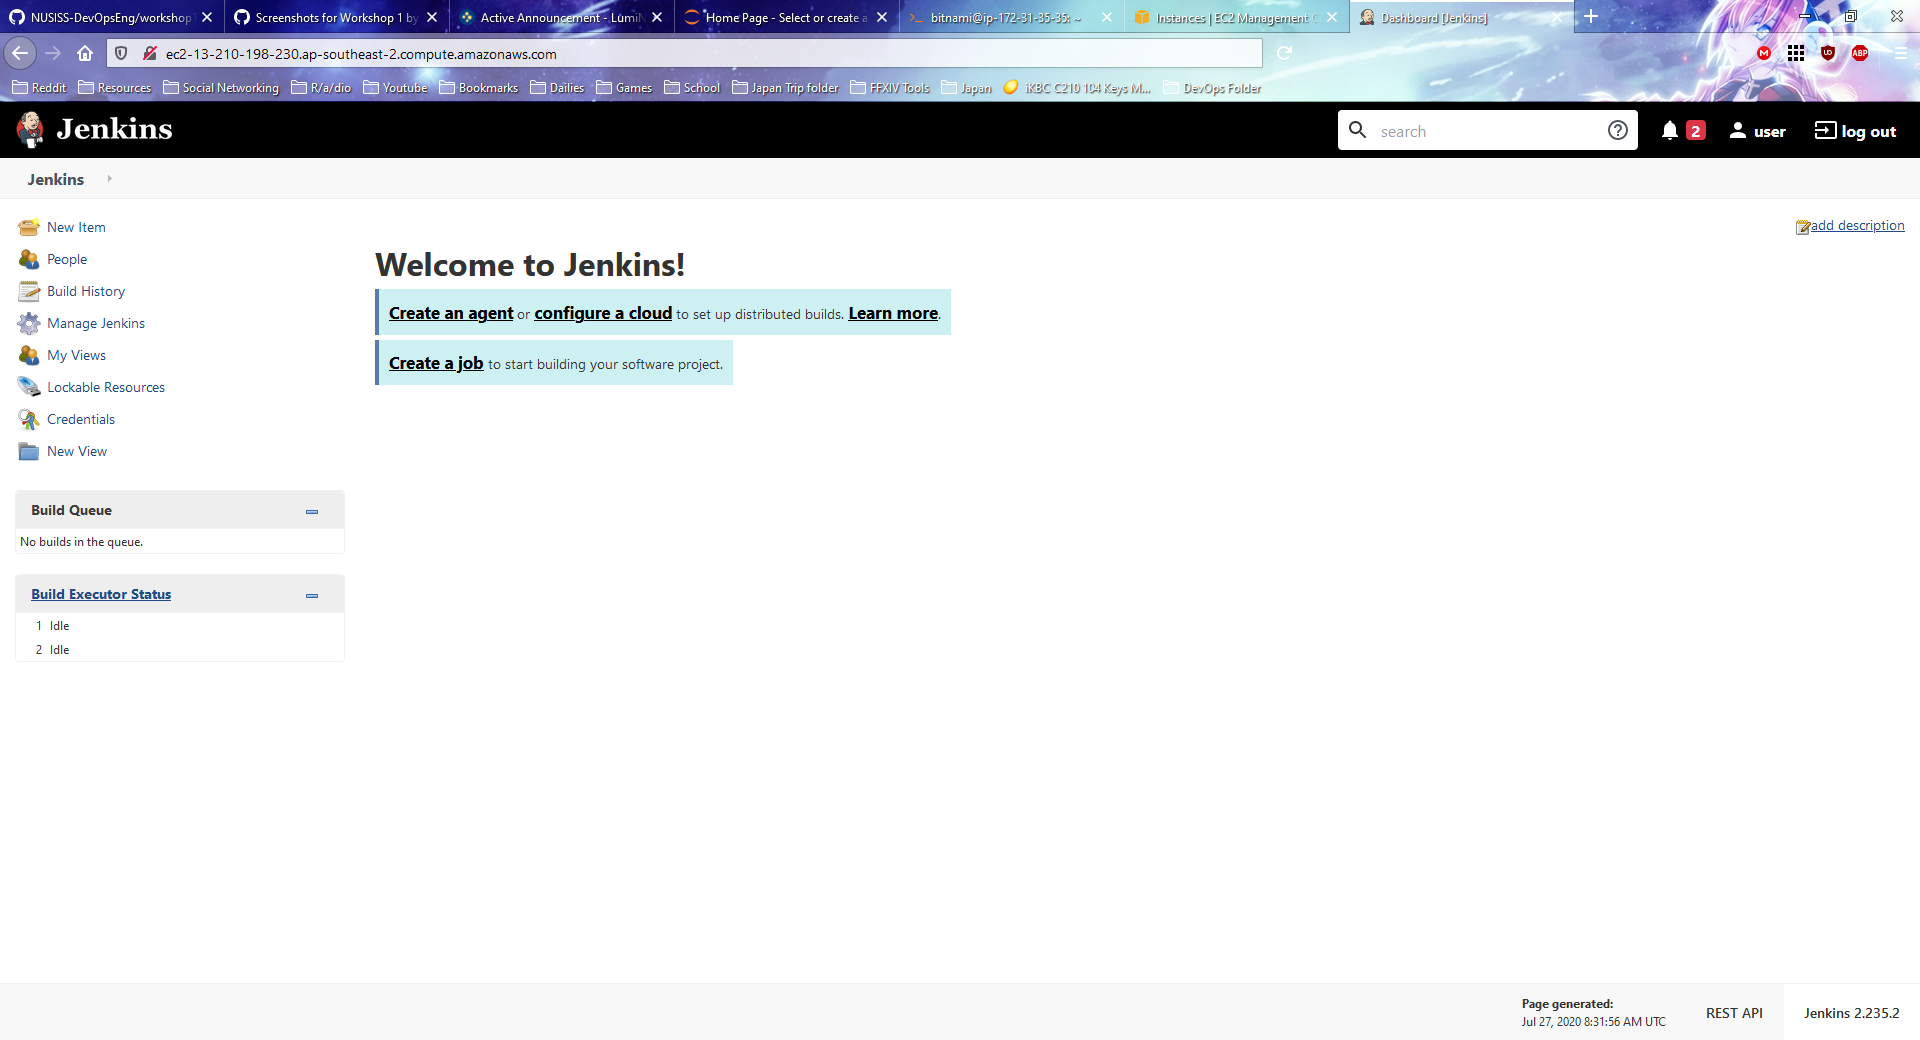 NUSISS-DevOpsEng/workshop
Screenshots for Workshop 1 by
Active Announcement - LumiN
Home Page - Select or create a
bitnami@ip-172-31-35-35: ~
Instances | EC2 Management C
Dashboard [Jenkins]
ec2-13-210-198-230.ap-southeast-2.compute.amazonaws.com
Reddit Resources Social Networking R/a/dio Youtube Bookmarks Dailies Games School Japan Trip folder FFXIV Tools Japan iKBC C210 104 Keys M... DevOps Folder
Jenkins
search
2
user
log out
Jenkins
New Item
People
Build History
Manage Jenkins
My Views
Lockable Resources
Credentials
New View
Build Queue
No builds in the queue.
Build Executor Status
1 Idle
2 Idle
add description
Welcome to Jenkins!
Create an agent or configure a cloud to set up distributed builds. Learn more.
Create a job to start building your software project.
Page generated:
Jul 27, 2020 8:31:56 AM UTC
REST API
Jenkins 2.235.2